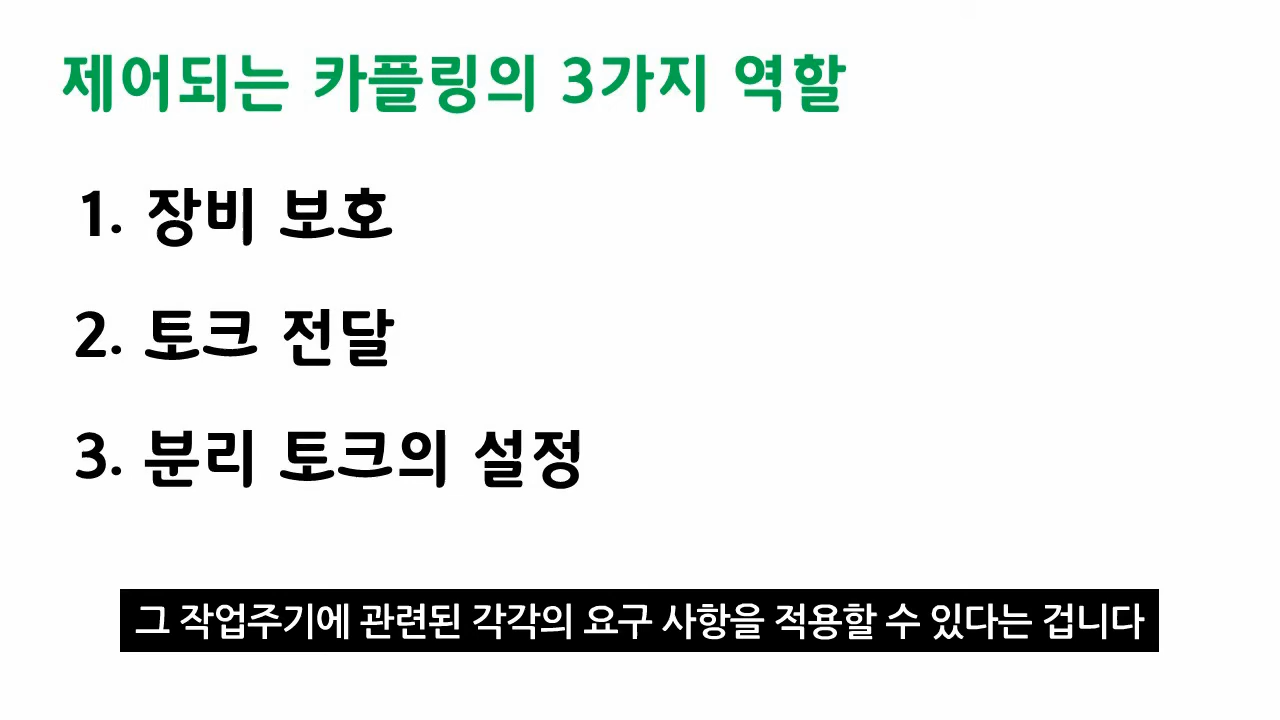 제어되는 카플링의 3가지 역할
1. 장비 보호
2. 토크 전달
3. 분리 토크의 설정
그 작업주기에 관련된 각각의 요구 사항을 적용할 수 있다는 겁니다